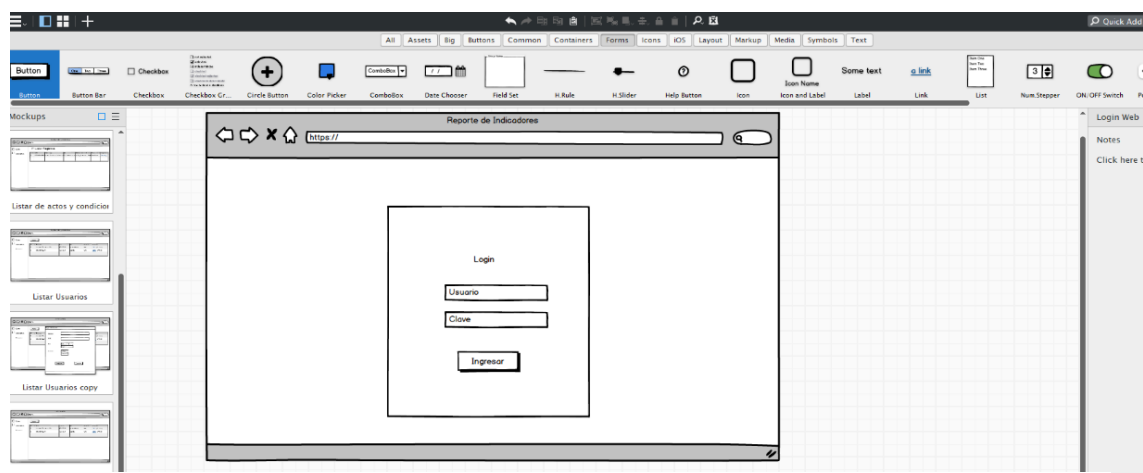 Quick Add
All Assets Big Buttons Common Containers Forms Icons iOS Layout Markup Media Symbols Text
Button
ComboBox
/ /
?
Some text
a link
3
Button
Button Bar
Checkbox
Checkbox
Checkbox Gr...
Circle Button
Color Picker
ComboBox
Date Chooser
Field Set
H.Rule
H.Slider
Help Button
Icon
Icon Name
Icon and Label
Label
Link
List
Num.Stepper
ON/OFF Switch
Mockups
Listar de actos y condicion
Listar Usuarios
Listar Usuarios copy
Reporte de Indicadores
https://
Login
Usuario
Clave
Ingresar
Login Web
Notes
Click here t